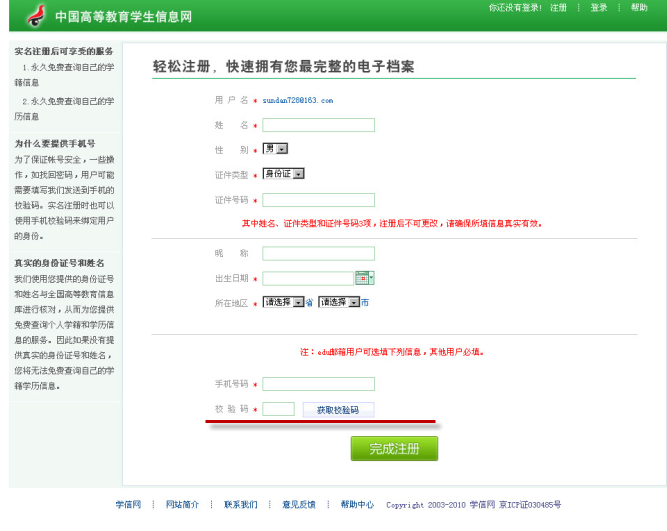 中国高等教育学生信息网
你还没有登录! 注册 ┊ 登录 ┊ 帮助
实名注册后可享受的服务
1.永久免费查询自己的学
籍信息
2.永久免费查询自己的学
历信息
为什么要提供手机号
为了保证帐号安全，一些操
作，如找回密码，用户可能
需要填写我们发送到手机的
校验码。实名注册时也可以
使用手机校验码来绑定用户
的身份。
真实的身份证号和姓名
我们使用您提供的身份证号
和姓名与全国高等教育信息
库进行核对，从而为您提供
免费查询个人学籍和学历信
息的服务。因此如果没有提
供真实的身份证号和姓名，
您将无法免费查询自己的学
籍学历信息。
轻松注册，快速拥有您最完整的电子档案
用 户 名 * sundan728@163.com
姓 名 *
性 别 * 男
证件类型 * 身份证
证件号码 *
其中姓名、证件类型和证件号码3项，注册后不可更改，请确保所填信息真实有效。
昵 称
出生日期 *
所在地区 * 请选择 省 请选择 市
注：edu邮箱用户可选填下列信息，其他用户必填。
手机号码 *
校 验 码 * 获取校验码
完成注册
学信网 ┊ 网站简介 ┊ 联系我们 ┊ 意见反馈 ┊ 帮助中心 Copyright 2003-2010 学信网 京ICP证030485号